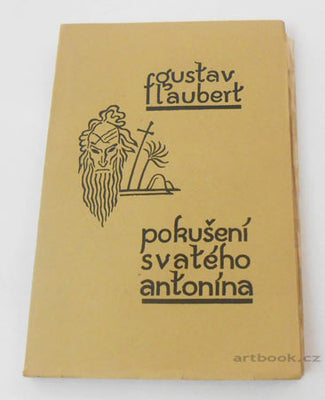 gustav
flaubert
pokušení
svatého
antonína
artbook.cz